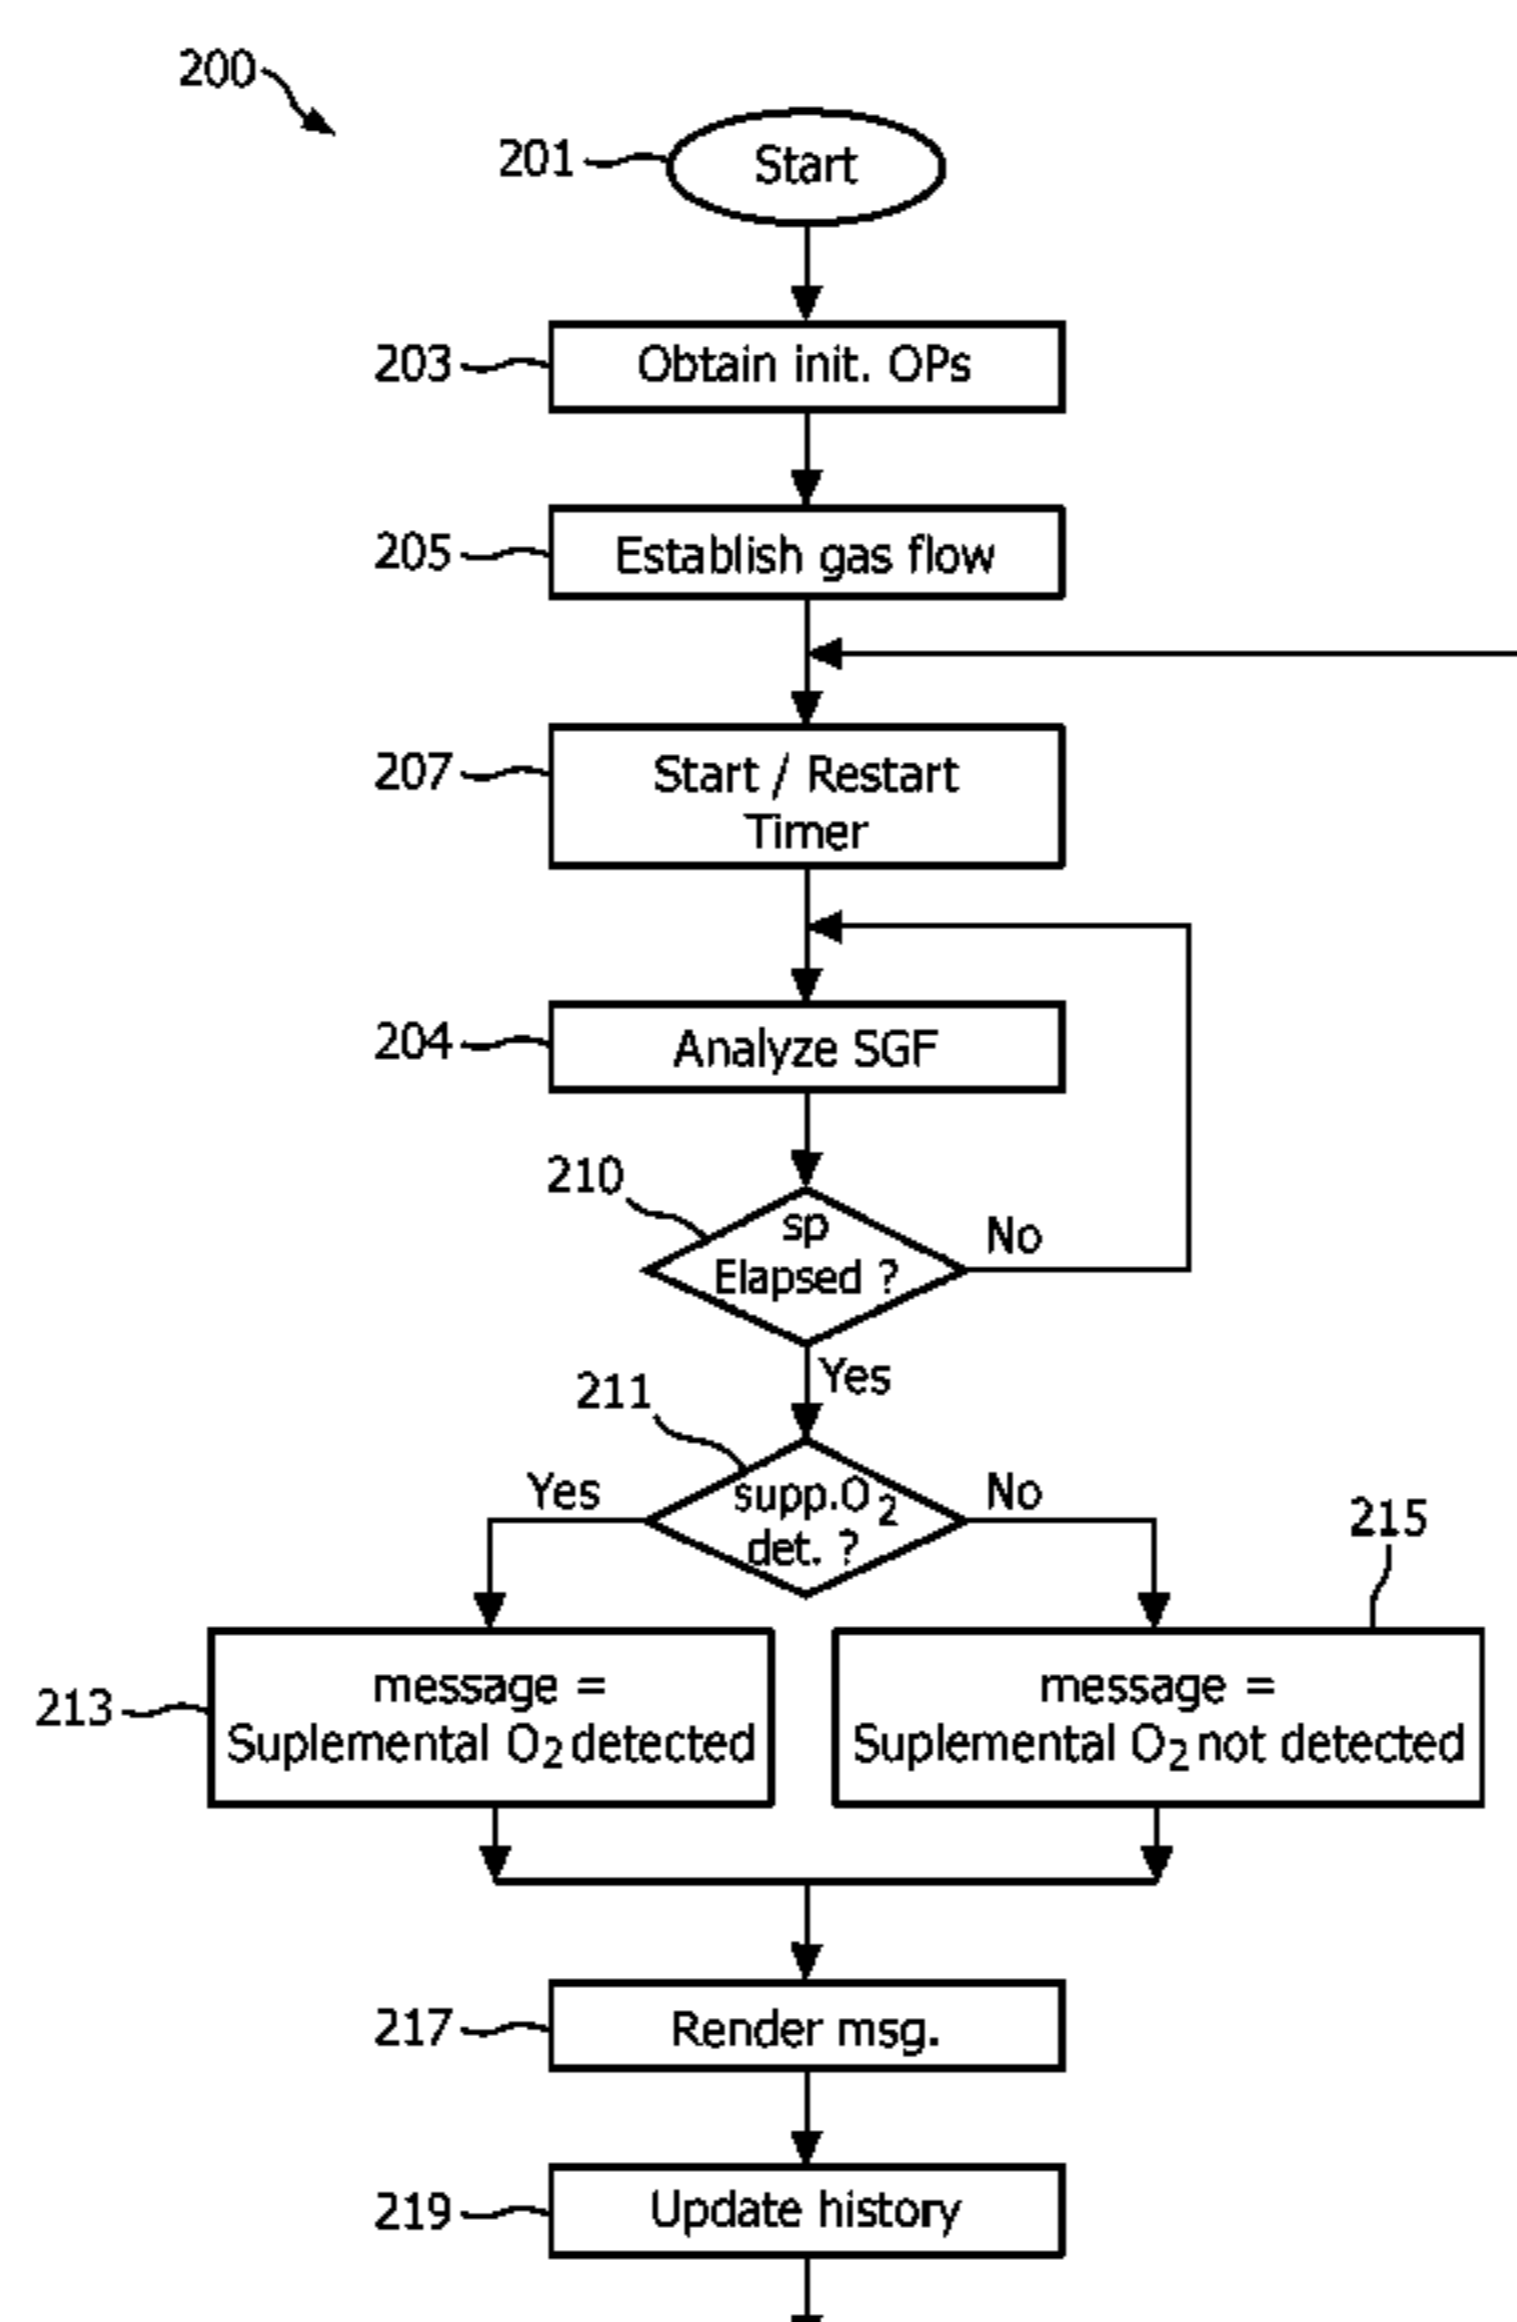 200
201
Start
203
Obtain init. OPs
205
Establish gas flow
207
Start / Restart
Timer
204
Analyze SGF
210
sp
Elapsed ?
No
Yes
211
supp.O2
det. ?
Yes
No
215
213
message =
Suplemental O2 detected
message =
Suplemental O2 not detected
217
Render msg.
219
Update history